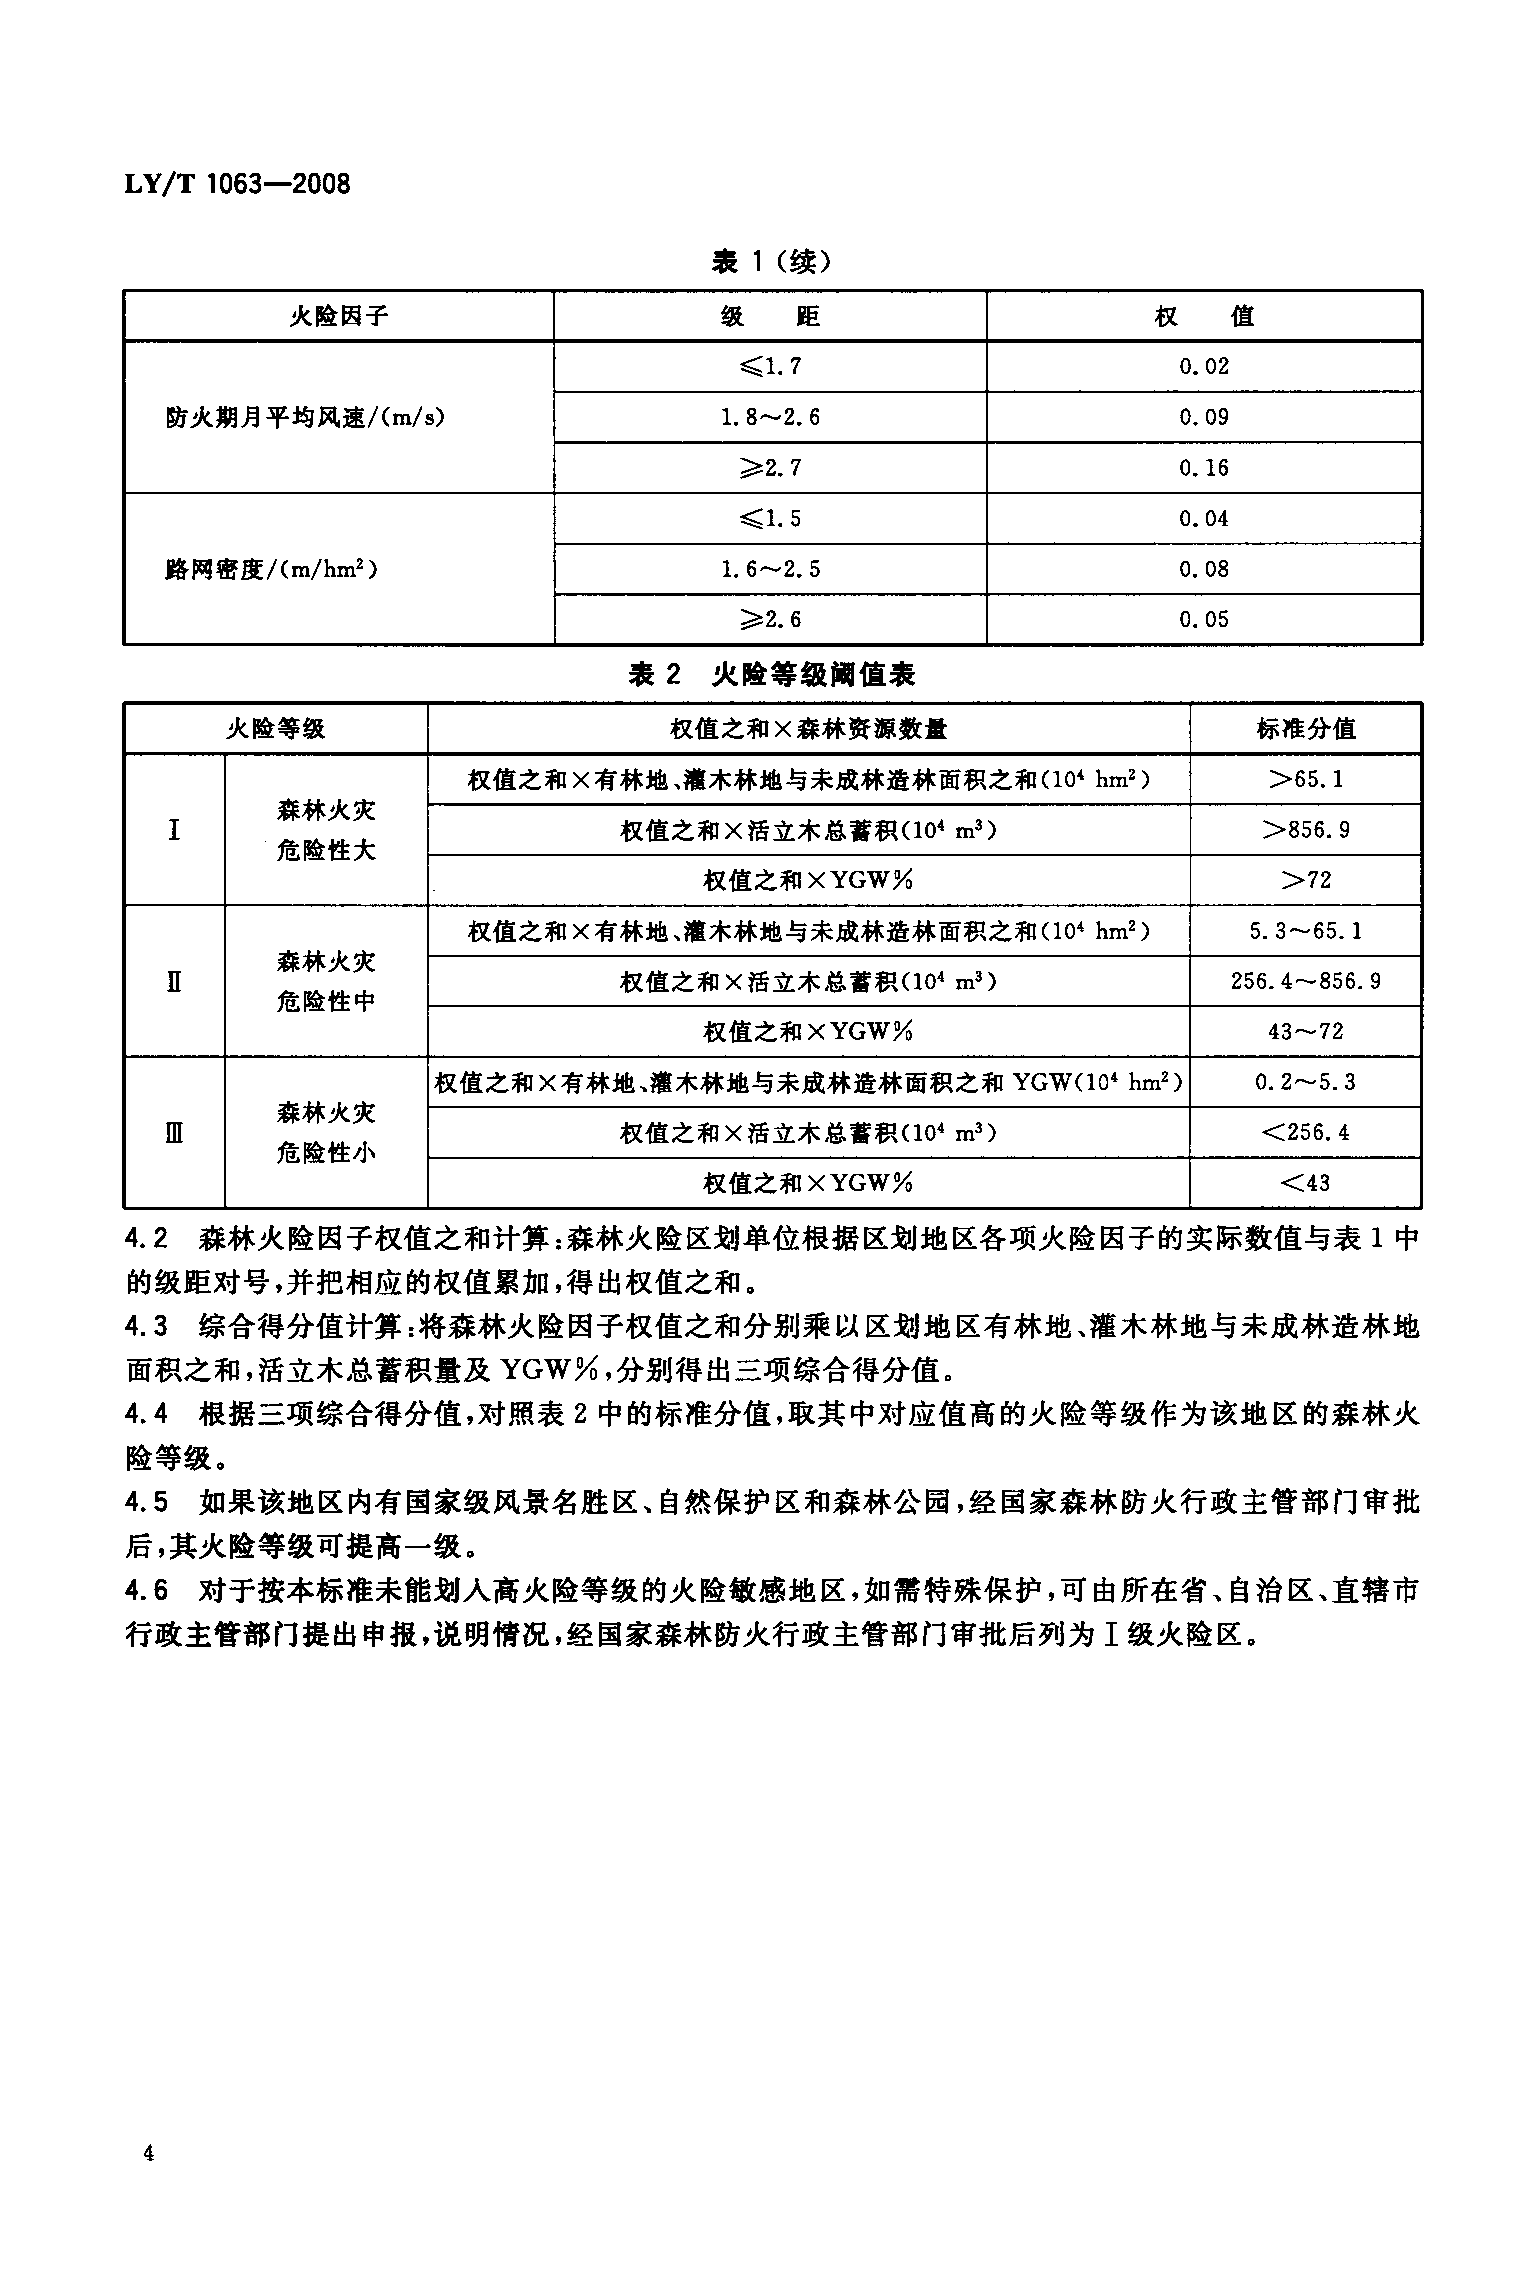 LY/T 1063—2008
表 1（续）
火险因子 级 距 权 值
≤1.7 0.02
防火期月平均风速/(m/s) 1.8～2.6 0.09
≥2.7 0.16
≤1.5 0.04
路网密度/(m/hm²) 1.6～2.5 0.08
≥2.6 0.05
表 2 火险等级阈值表
火险等级 权值之和×森林资源数量 标准分值
Ⅰ 森林火灾
危险性大
权值之和×有林地、灌木林地与未成林造林面积之和(10⁴ hm²) >65.1
权值之和×活立木总蓄积(10⁴ m³) >856.9
权值之和×YGW% >72
Ⅱ 森林火灾
危险性中
权值之和×有林地、灌木林地与未成林造林面积之和(10⁴ hm²) 5.3～65.1
权值之和×活立木总蓄积(10⁴ m³) 256.4～856.9
权值之和×YGW% 43～72
Ⅲ 森林火灾
危险性小
权值之和×有林地、灌木林地与未成林造林面积之和 YGW(10⁴ hm²) 0.2～5.3
权值之和×活立木总蓄积(10⁴ m³) <256.4
权值之和×YGW% <43
4.2 森林火险因子权值之和计算：森林火险区划单位根据区划地区各项火险因子的实际数值与表 1 中
的级距对号，并把相应的权值累加，得出权值之和。
4.3 综合得分值计算：将森林火险因子权值之和分别乘以区划地区有林地、灌木林地与未成林造林地
面积之和，活立木总蓄积量及 YGW%，分别得出三项综合得分值。
4.4 根据三项综合得分值，对照表 2 中的标准分值，取其中对应值高的火险等级作为该地区的森林火
险等级。
4.5 如果该地区内有国家级风景名胜区、自然保护区和森林公园，经国家森林防火行政主管部门审批
后，其火险等级可提高一级。
4.6 对于按本标准未能划入高火险等级的火险敏感地区，如需特殊保护，可由所在省、自治区、直辖市
行政主管部门提出申报，说明情况，经国家森林防火行政主管部门审批后列为Ⅰ级火险区。
4